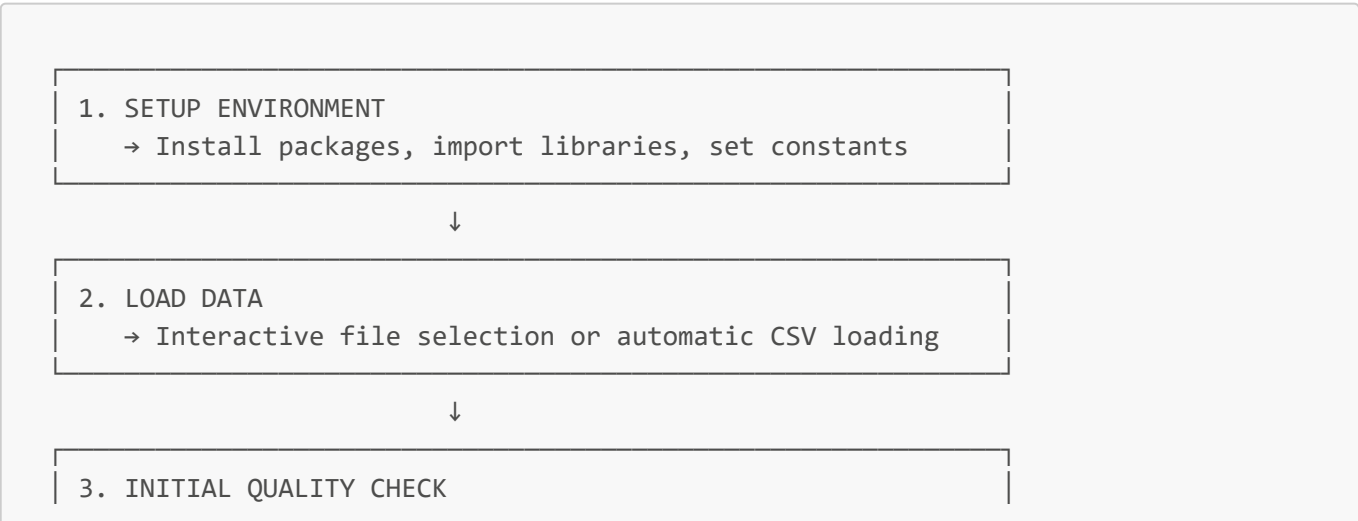 1. SETUP ENVIRONMENT
→ Install packages, import libraries, set constants
↓
2. LOAD DATA
→ Interactive file selection or automatic CSV loading
↓
3. INITIAL QUALITY CHECK